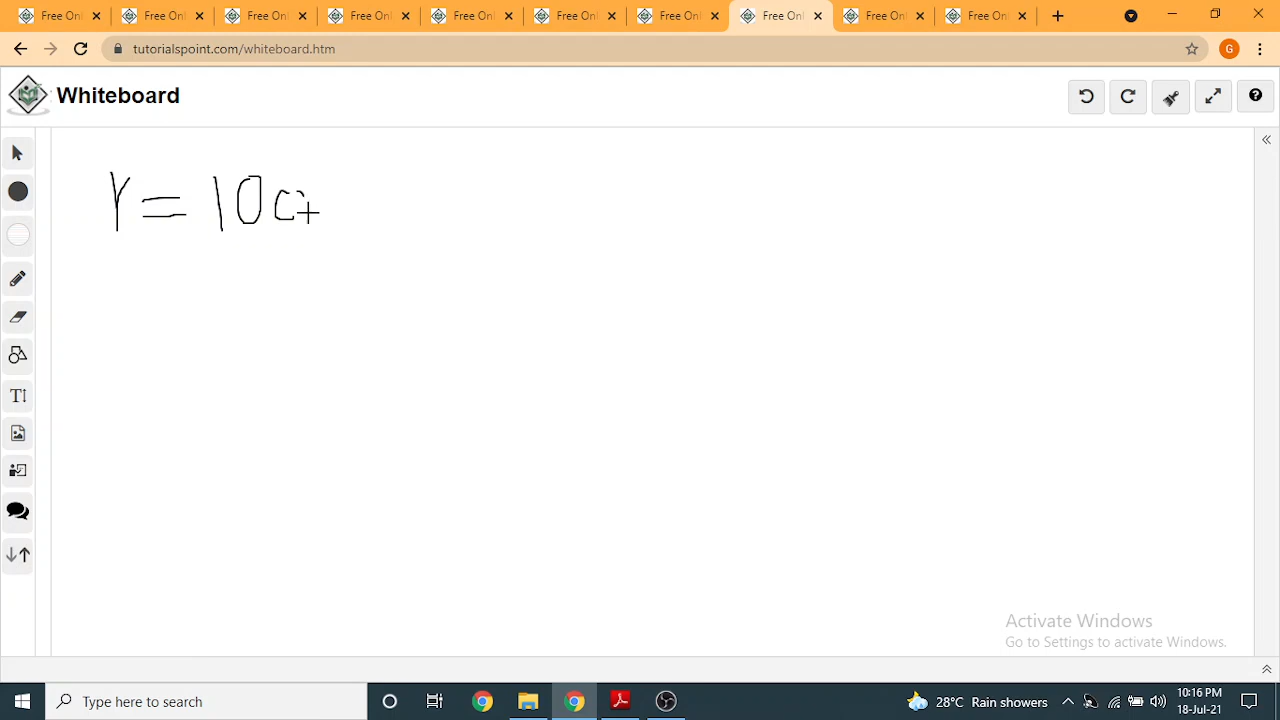 Free Onl Free Onl Free Onl Free Onl Free Onl Free Onl Free Onl Free Onl Free Onl Free Onl
tutorialspoint.com/whiteboard.htm
G
Whiteboard
Y = 10c
T
Activate Windows
Go to Settings to activate Windows.
Type here to search
28°C Rain showers
10:16 PM
18-Jul-21